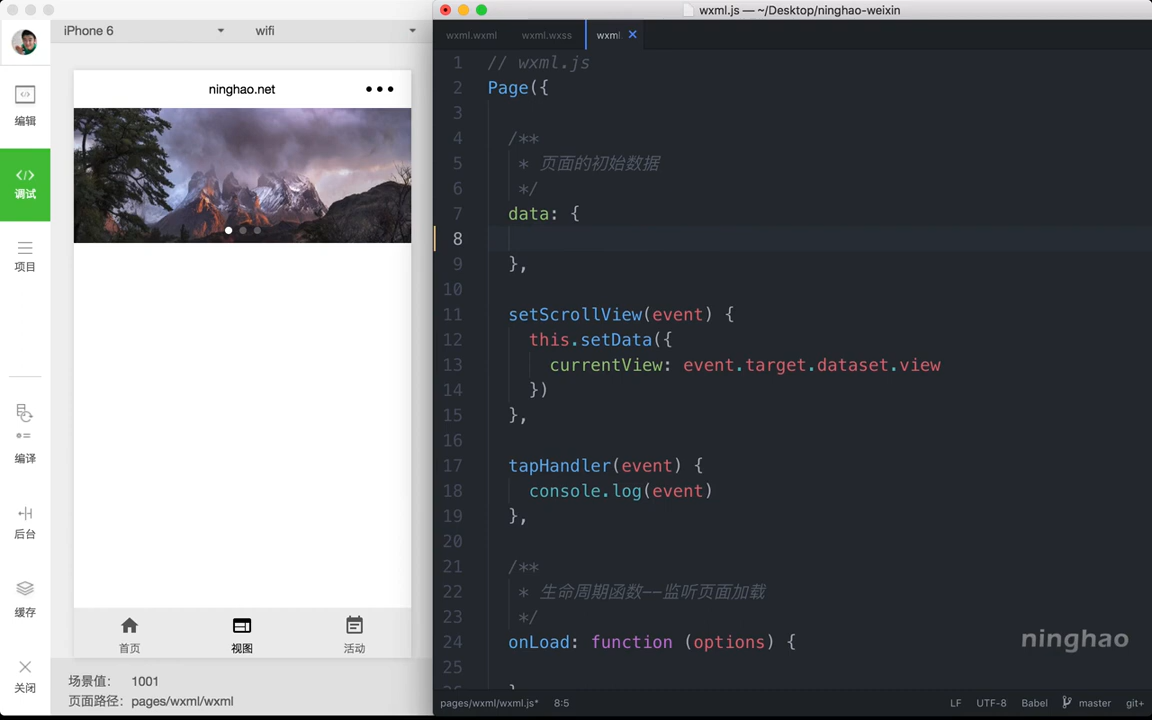 iPhone 6
wifi
编辑
调试
项目
编译
后台
缓存
关闭
ninghao.net
首页
视图
活动
场景值： 1001
页面路径： pages/wxml/wxml
wxml.js — ~/Desktop/ninghao-weixin
wxml.wxml
wxml.wxss
wxml
1 // wxml.js
2 Page({
3
4 /**
5 * 页面的初始数据
6 */
7 data: {
8
9 },
10
11 setScrollView(event) {
12 this.setData({
13 currentView: event.target.dataset.view
14 })
15 },
16
17 tapHandler(event) {
18 console.log(event)
19 },
20
21 /**
22 * 生命周期函数--监听页面加载
23 */
24 onLoad: function (options) {
25
ninghao
pages/wxml/wxml.js* 8:5
LF UTF-8 Babel master git+